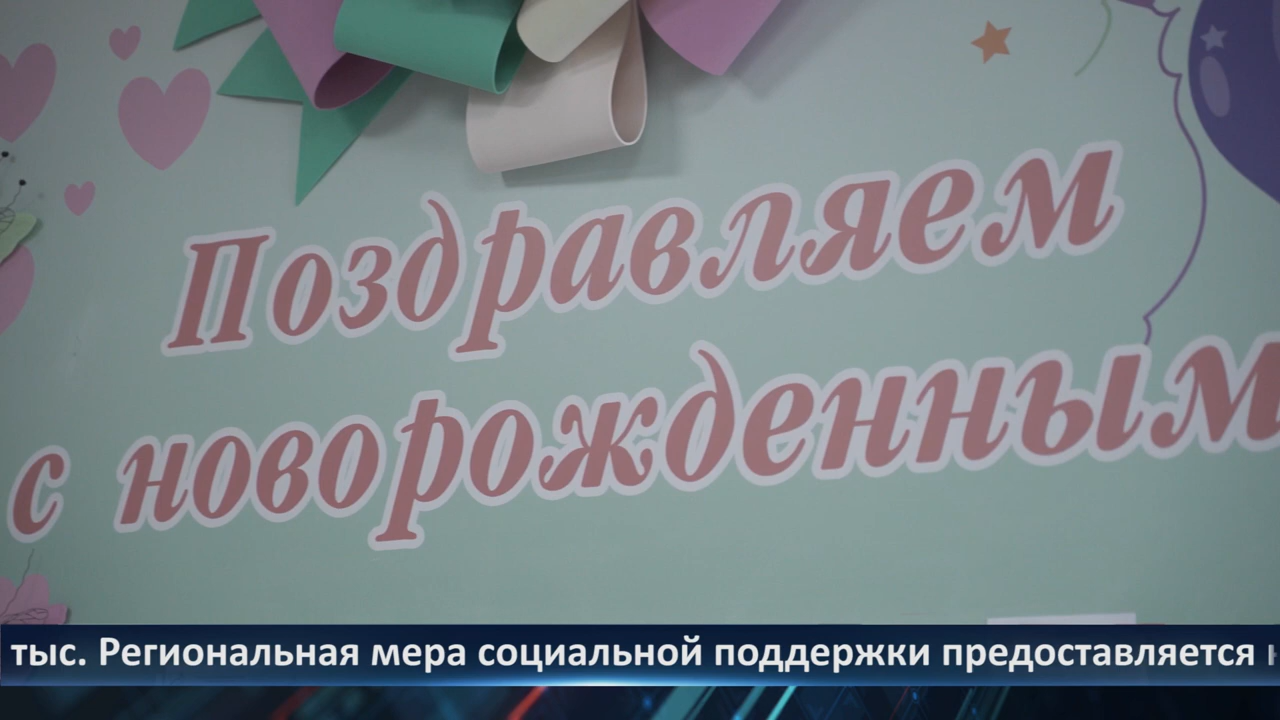 Поздравляем
с новорожденным
тыс. Региональная мера социальной поддержки предоставляется